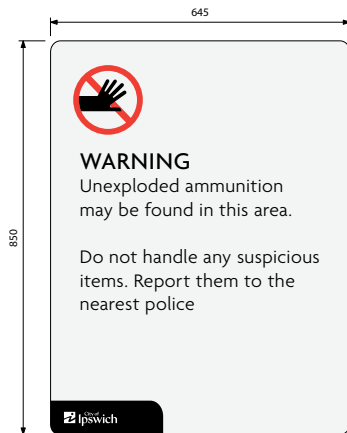 645
850
WARNING
Unexploded ammunition
may be found in this area.
Do not handle any suspicious
items. Report them to the
nearest police
City of
Ipswich